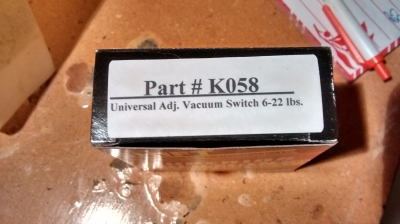 Part # K058
Universal Adj. Vacuum Switch 6-22 lbs.